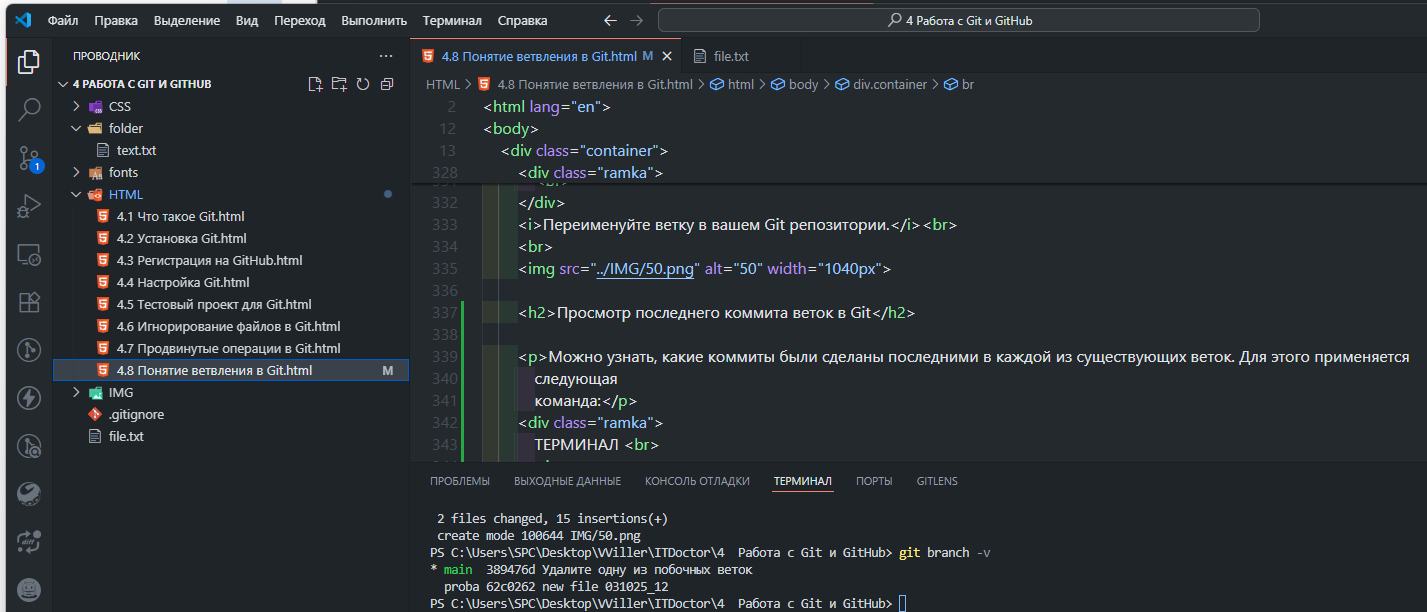 Файл Правка Выделение Вид Переход Выполнить Терминал Справка
4 Работа с Git и GitHub
ПРОВОДНИК
4 РАБОТА С GIT И GITHUB
CSS
folder
text.txt
fonts
HTML
4.1 Что такое Git.html
4.2 Установка Git.html
4.3 Регистрация на GitHub.html
4.4 Настройка Git.html
4.5 Тестовый проект для Git.html
4.6 Игнорирование файлов в Git.html
4.7 Продвинутые операции в Git.html
4.8 Понятие ветвления в Git.html M
IMG
.gitignore
file.txt
1
4.8 Понятие ветвления в Git.html M
file.txt
HTML > 4.8 Понятие ветвления в Git.html > html > body > div.container > br
2 <html lang="en">
12 <body>
13 <div class="container">
328 <div class="ramka">
332 </div>
333 <i>Переименуйте ветку в вашем Git репозитории.</i><br>
334 <br>
335 <img src="../IMG/50.png" alt="50" width="1040px">
336
337 <h2>Просмотр последнего коммита веток в Git</h2>
338
339 <p>Можно узнать, какие коммиты были сделаны последними в каждой из существующих веток. Для этого применяется
340 следующая
341 команда:</p>
342 <div class="ramka">
343 ТЕРМИНАЛ <br>
ПРОБЛЕМЫ ВЫХОДНЫЕ ДАННЫЕ КОНСОЛЬ ОТЛАДКИ ТЕРМИНАЛ ПОРТЫ GITLENS
2 files changed, 15 insertions(+)
create mode 100644 IMG/50.png
PS C:\Users\SPC\Desktop\VViller\ITDoctor\4  Работа с Git и GitHub> git branch -v
* main  389476d Удалите одну из побочных веток
proba 62c0262 new file 031025_12
PS C:\Users\SPC\Desktop\VViller\ITDoctor\4  Работа с Git и GitHub>